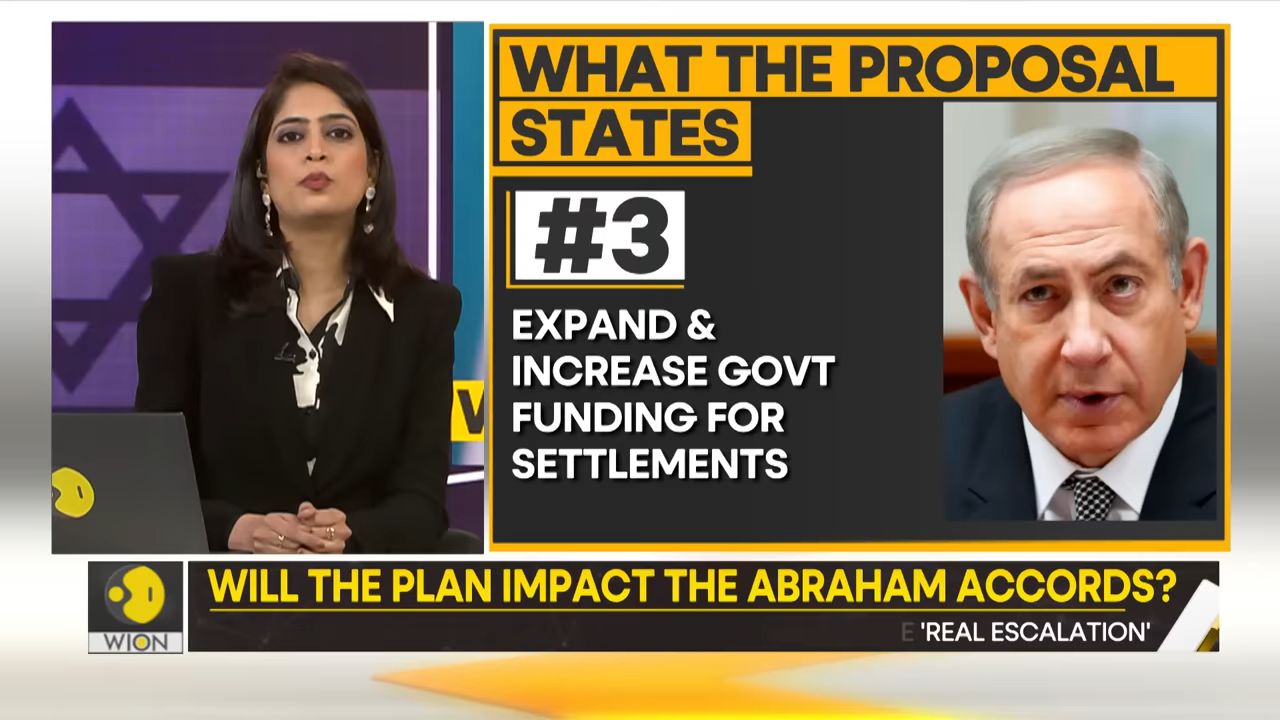 WHAT THE PROPOSAL
STATES
#3
EXPAND &
INCREASE GOVT
FUNDING FOR
SETTLEMENTS
WILL THE PLAN IMPACT THE ABRAHAM ACCORDS?
E 'REAL ESCALATION'
WION